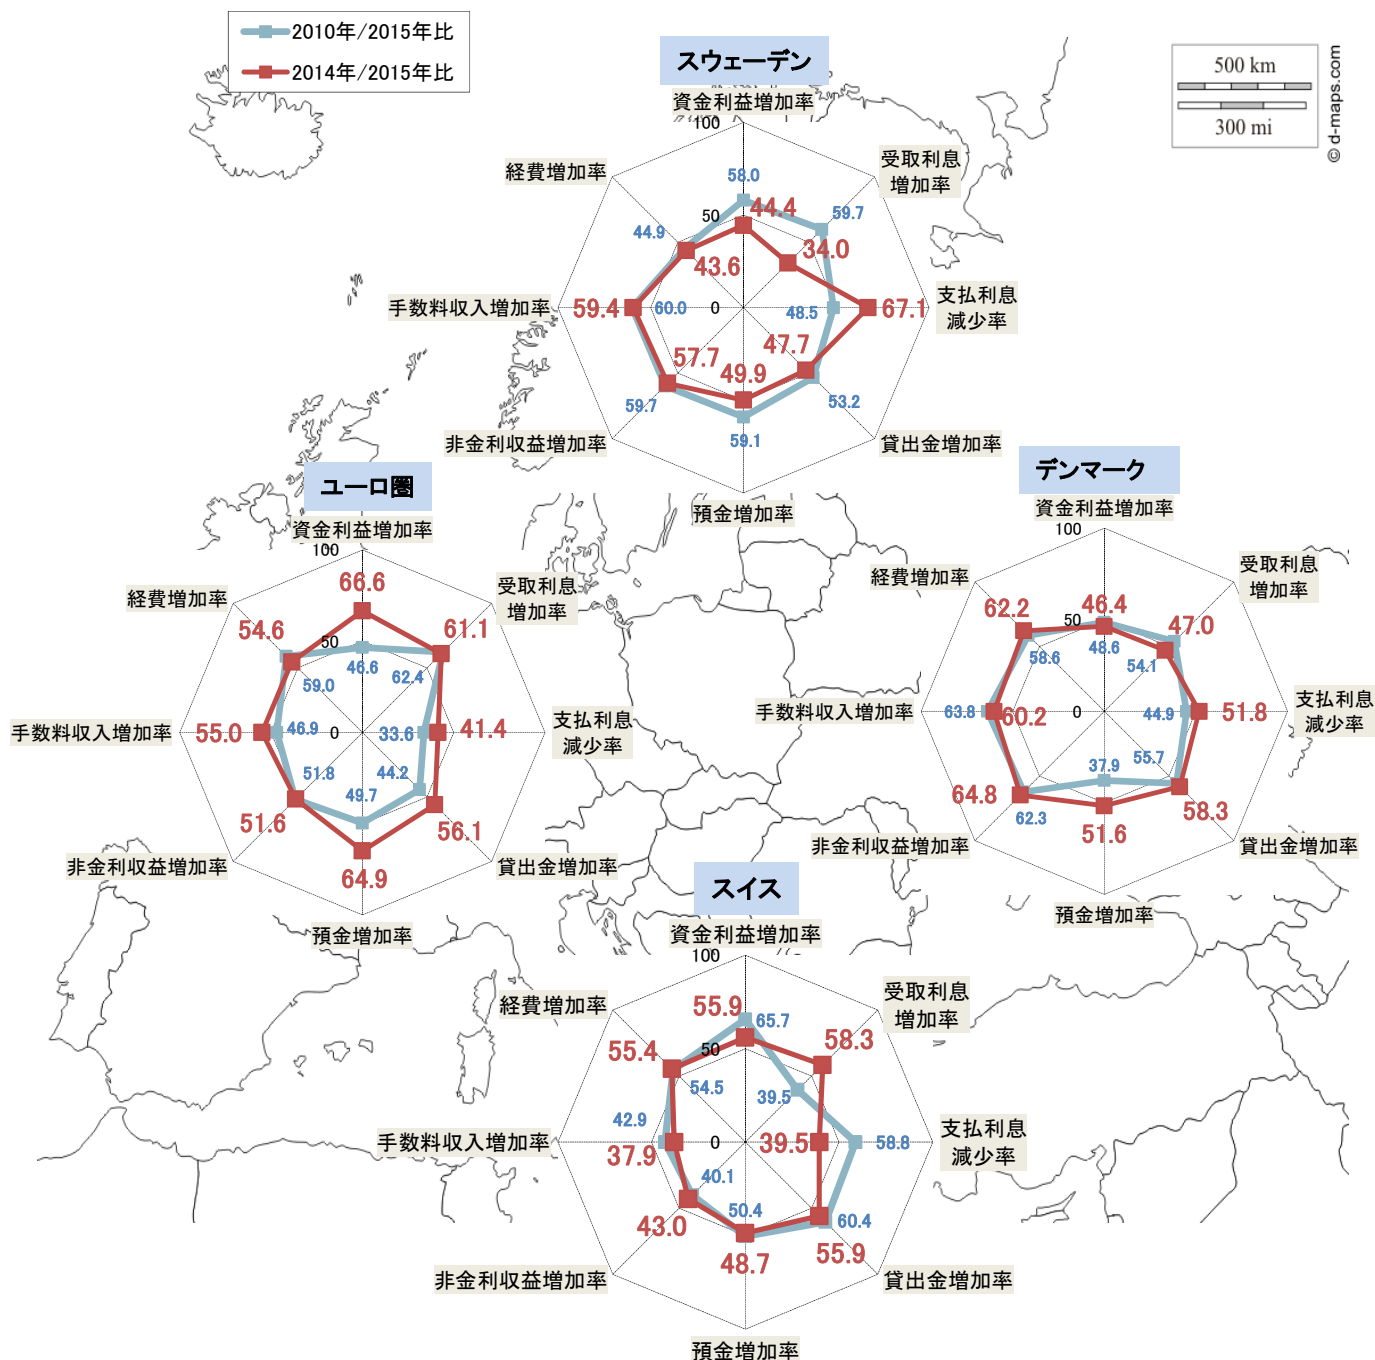 2010年/2015年比
2014年/2015年比
500 km
300 mi
© d-maps.com
スウェーデン
資金利益増加率
100
経費増加率
受取利息
増加率
58.0
59.7
44.9
50
44.4
34.0
43.6
手数料収入増加率
59.4
60.0
0
48.5
67.1
支払利息
減少率
57.7
49.9
47.7
59.7
59.1
53.2
非金利収益増加率
貸出金増加率
預金増加率
ユーロ圏
資金利益増加率
100
経費増加率
受取利息
増加率
66.6
54.6
61.1
50
46.6
59.0
62.4
手数料収入増加率
55.0
46.9
0
33.6
41.4
支払利息
減少率
51.8
49.7
44.2
51.6
56.1
64.9
非金利収益増加率
貸出金増加率
預金増加率
デンマーク
資金利益増加率
100
経費増加率
受取利息
増加率
62.2
46.4
47.0
50
48.6
58.6
54.1
手数料収入増加率
63.8
60.2
0
44.9
51.8
支払利息
減少率
37.9
55.7
64.8
62.3
51.6
58.3
非金利収益増加率
貸出金増加率
預金増加率
スイス
資金利益増加率
100
経費増加率
受取利息
増加率
55.9
65.7
55.4
58.3
50
54.5
39.5
42.9
手数料収入増加率
37.9
0
39.5
58.8
支払利息
減少率
40.1
50.4
60.4
43.0
48.7
55.9
非金利収益増加率
貸出金増加率
預金増加率